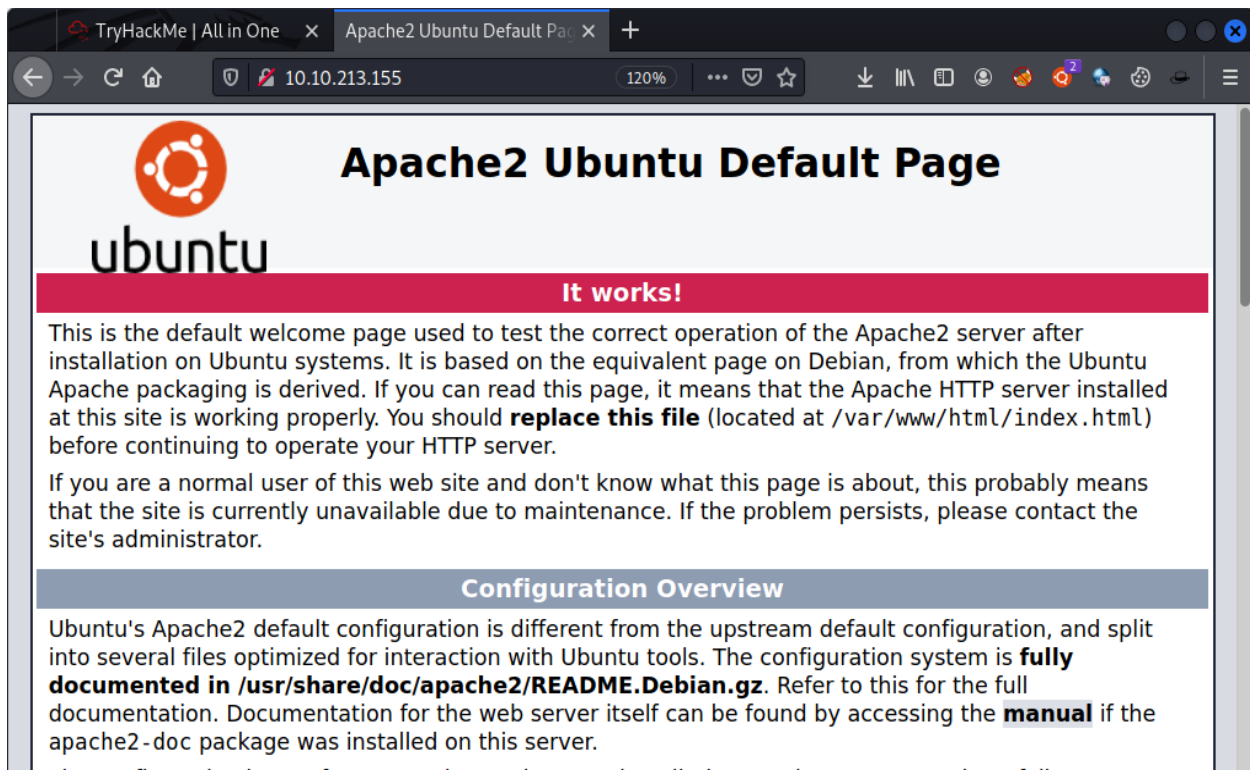 TryHackMe | All in One
Apache2 Ubuntu Default Pag
10.10.213.155
120%
2
Apache2 Ubuntu Default Page
ubuntu
It works!
This is the default welcome page used to test the correct operation of the Apache2 server after
installation on Ubuntu systems. It is based on the equivalent page on Debian, from which the Ubuntu
Apache packaging is derived. If you can read this page, it means that the Apache HTTP server installed
at this site is working properly. You should replace this file (located at /var/www/html/index.html)
before continuing to operate your HTTP server.
If you are a normal user of this web site and don't know what this page is about, this probably means
that the site is currently unavailable due to maintenance. If the problem persists, please contact the
site's administrator.
Configuration Overview
Ubuntu's Apache2 default configuration is different from the upstream default configuration, and split
into several files optimized for interaction with Ubuntu tools. The configuration system is fully
documented in /usr/share/doc/apache2/README.Debian.gz. Refer to this for the full
documentation. Documentation for the web server itself can be found by accessing the manual if the
apache2-doc package was installed on this server.